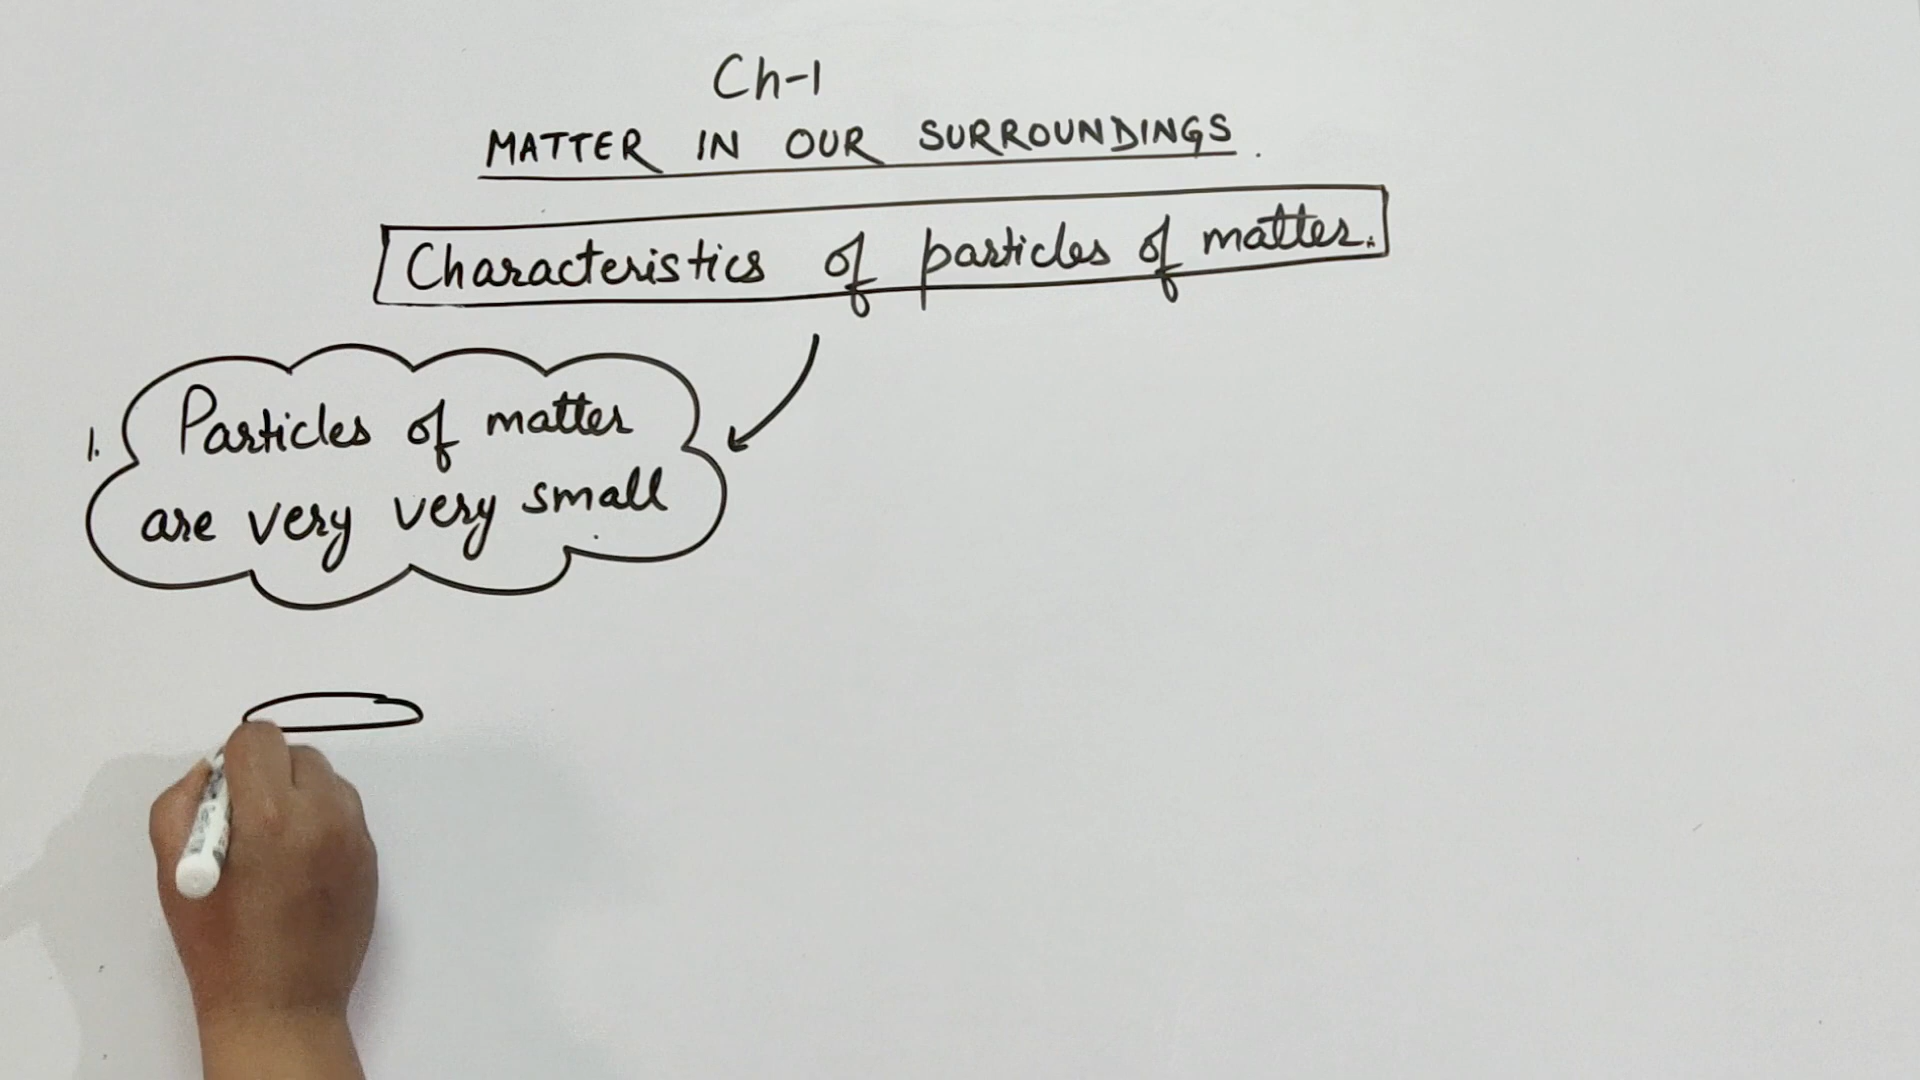 Ch-1
MATTER IN OUR SURROUNDINGS.
Characteristics of particles of matter.
1. Particles of matter
are very very small.